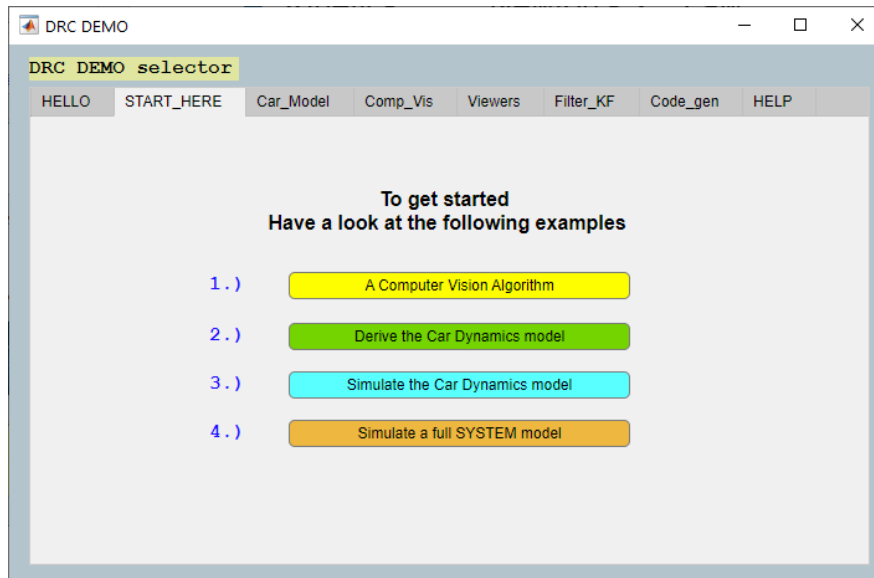 DRC DEMO
DRC DEMO selector
HELLO START_HERE Car_Model Comp_Vis Viewers Filter_KF Code_gen HELP
To get started
Have a look at the following examples
1.) A Computer Vision Algorithm
2.) Derive the Car Dynamics model
3.) Simulate the Car Dynamics model
4.) Simulate a full SYSTEM model